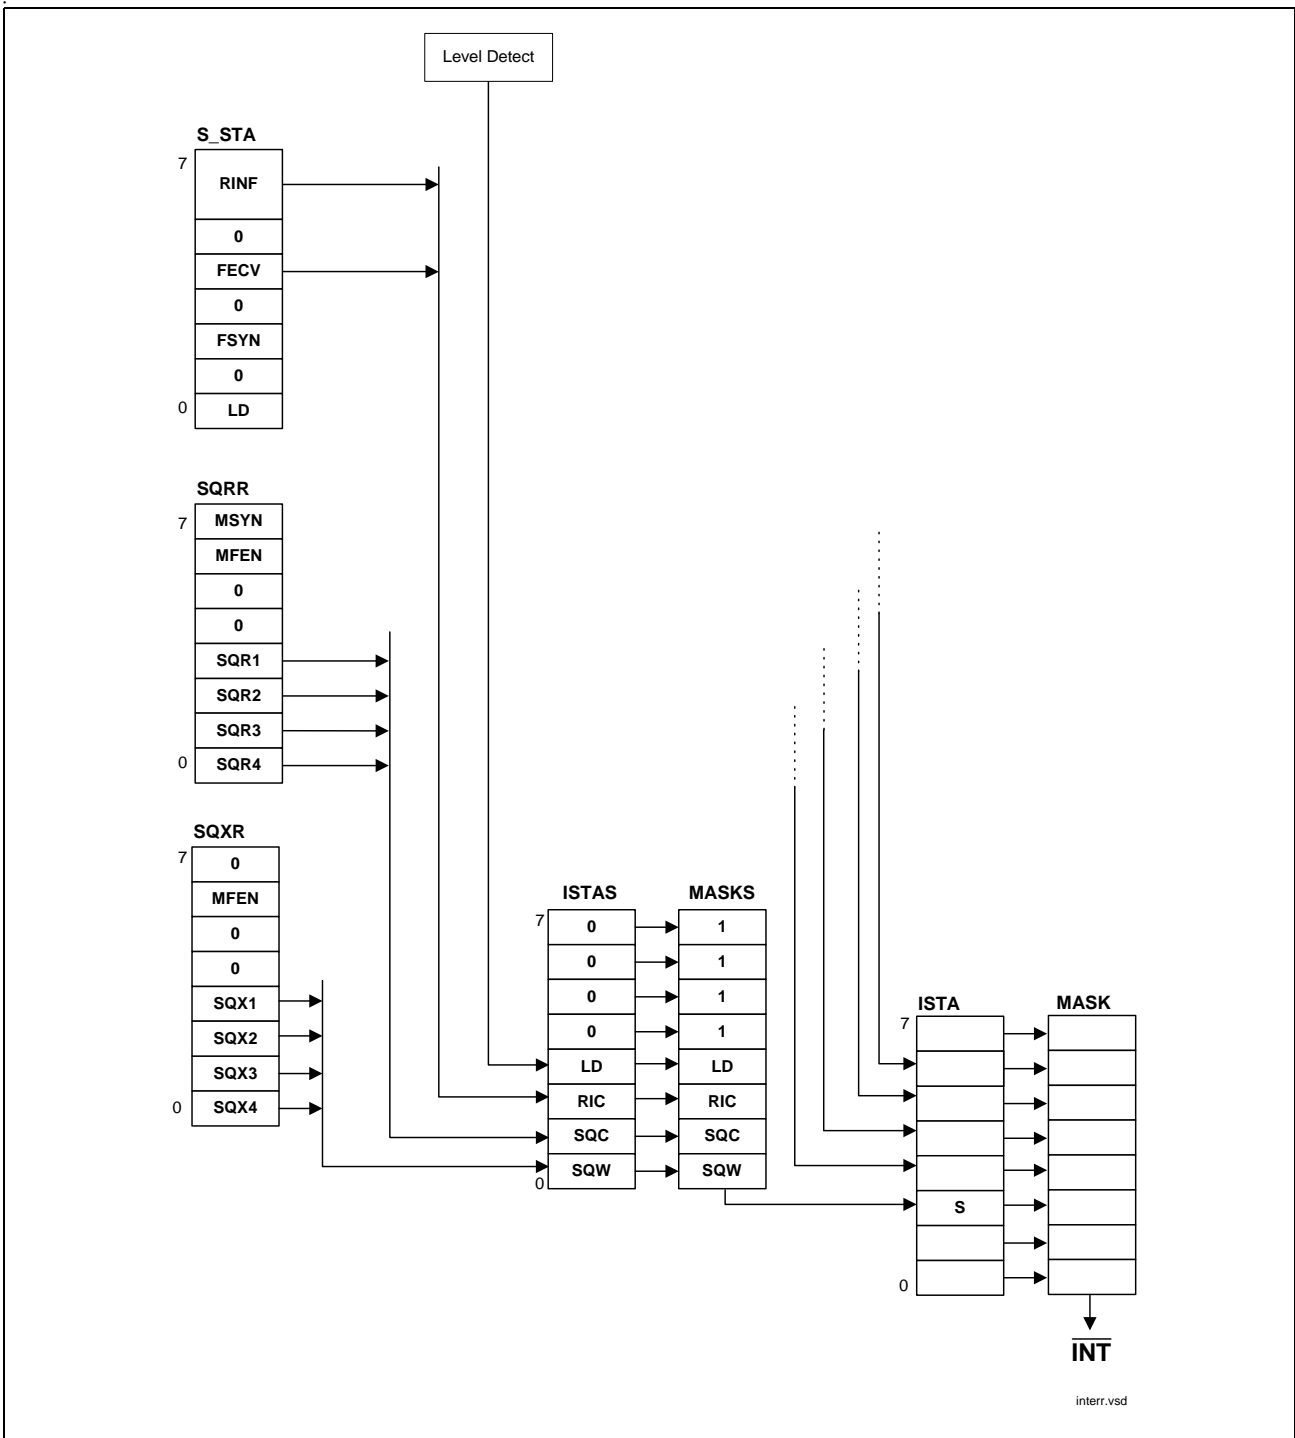 Level Detect
S_STA
7
RINF
0
FECV
0
FSYN
0
0 LD
SQRR
7 MSYN
MFEN
0
0
SQR1
SQR2
SQR3
0 SQR4
SQXR
7 0
MFEN
0
0
SQX1
SQX2
SQX3
0 SQX4
ISTAS MASKS
7 0 1
0 1
0 1
0 1
LD LD
RIC RIC
SQC SQC
SQW SQW
0
ISTA MASK
7
S
0
INT
interr.vsd